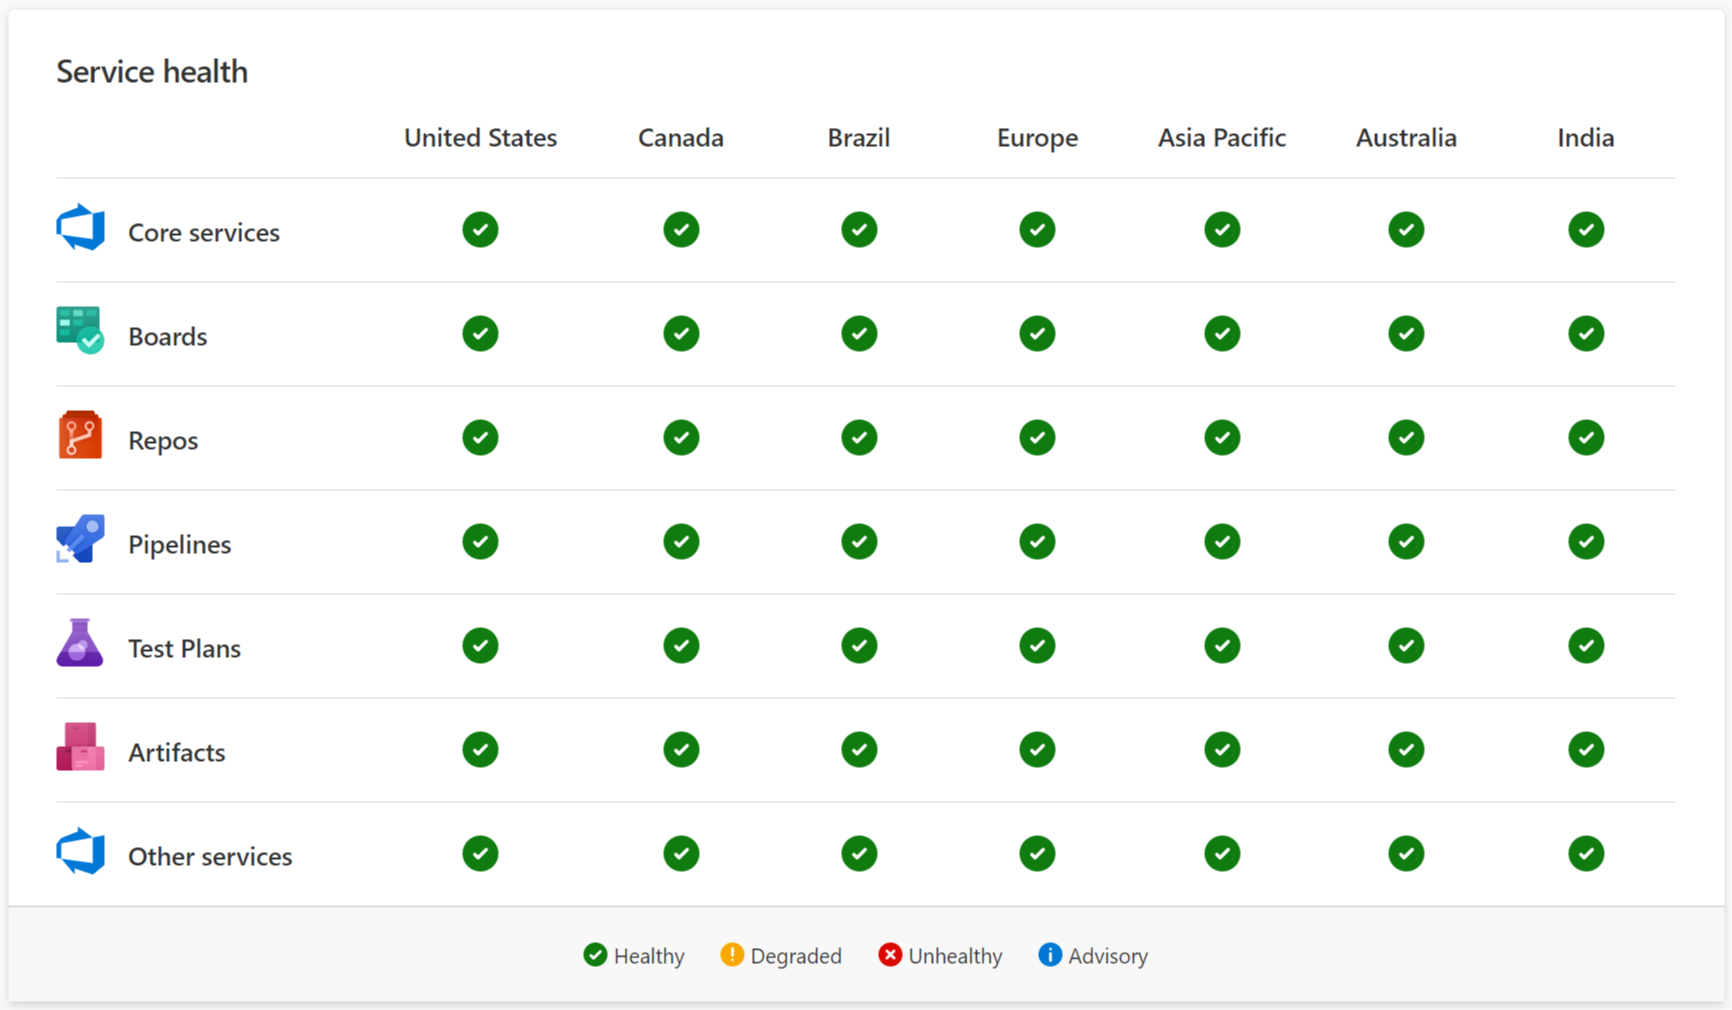 Service health
United States Canada Brazil Europe Asia Pacific Australia India
Core services
Boards
Repos
Pipelines
Test Plans
Artifacts
Other services
Healthy Degraded Unhealthy Advisory